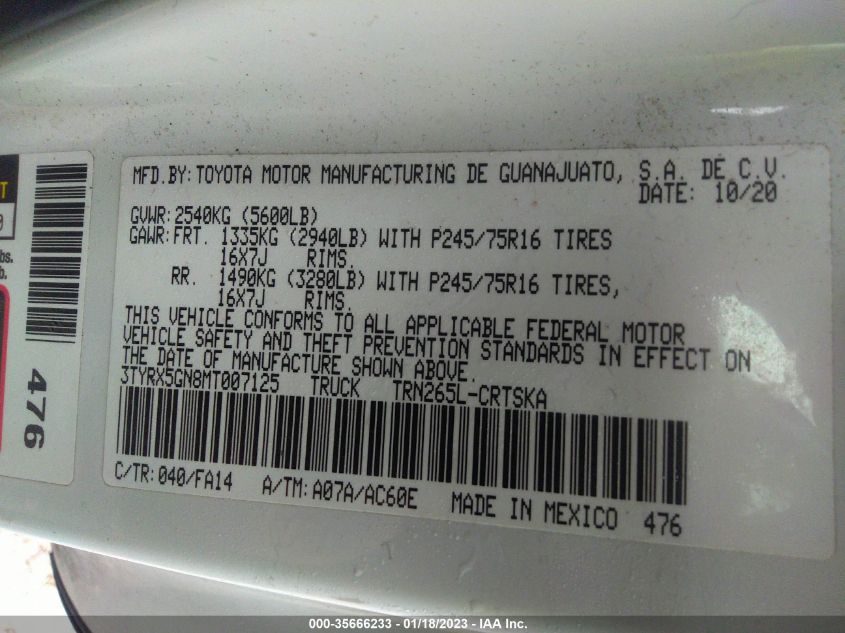 MFD.BY: TOYOTA MOTOR MANUFACTURING DE GUANAJUATO, S.A. DE C.V.
DATE: 10/20
GVWR: 2540KG (5600LB)
GAWR: FRT. 1335KG (2940LB) WITH P245/75R16 TIRES
16X7J RIMS.
RR. 1490KG (3280LB) WITH P245/75R16 TIRES,
16X7J RIMS.
THIS VEHICLE CONFORMS TO ALL APPLICABLE FEDERAL MOTOR
VEHICLE SAFETY AND THEFT PREVENTION STANDARDS IN EFFECT ON
THE DATE OF MANUFACTURE SHOWN ABOVE.
3TYRX5GN8MT007125 TRUCK TRN265L-CRTSKA
C/TR: 040/FA14 A/TM: A07A/AC60E MADE IN MEXICO 476
476
000-35666233 - 01/18/2023 - IAA Inc.